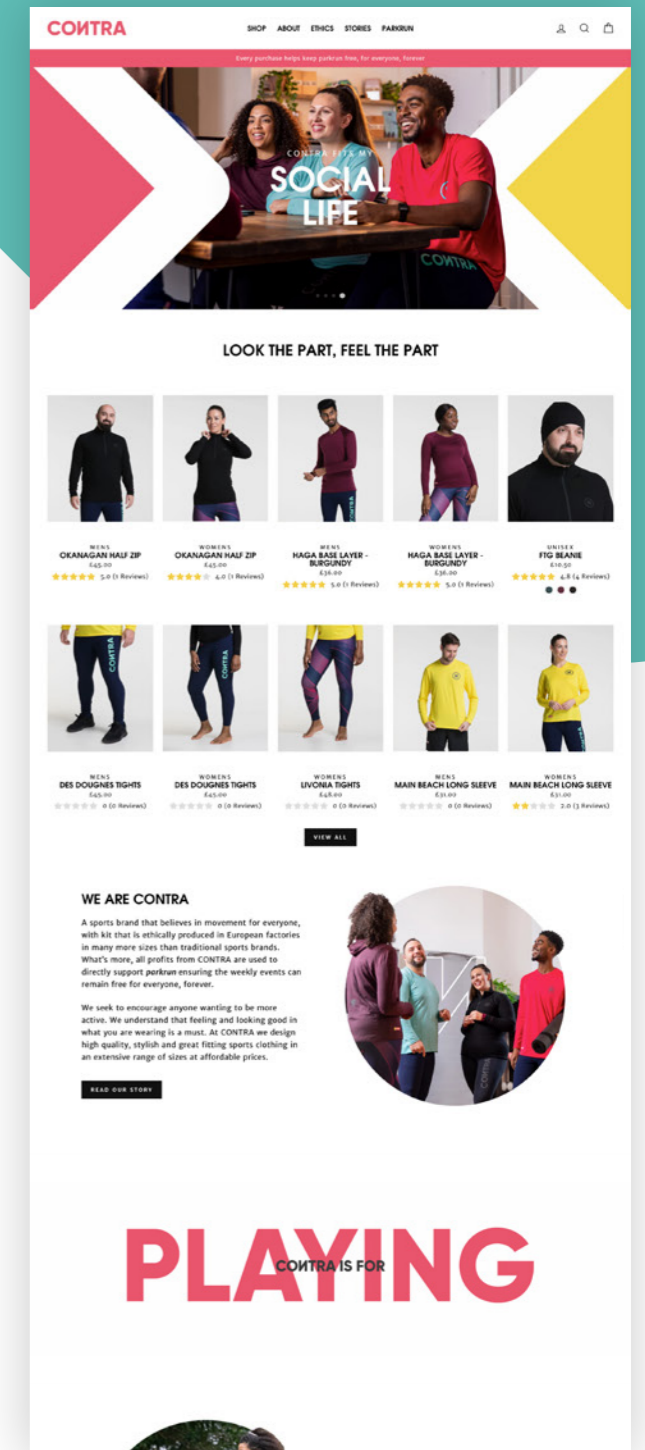 COИTRA
SHOP ABOUT ETHICS STORIES PARKRUN
Every purchase helps keep parkrun free, for everyone, forever
CONTRA FITS MY
SOCIAL
LIFE
COИTRA
LOOK THE PART, FEEL THE PART
MENS
OKANAGAN HALF ZIP
£45.00
5.0 (1 Reviews)
WOMENS
OKANAGAN HALF ZIP
£45.00
4.0 (1 Reviews)
MENS
HAGA BASE LAYER -
BURGUNDY
£36.00
5.0 (1 Reviews)
WOMENS
HAGA BASE LAYER -
BURGUNDY
£36.00
5.0 (1 Reviews)
UNISEX
FTG BEANIE
£10.50
4.8 (4 Reviews)
COИTRA
MENS
DES DOUGNES TIGHTS
£45.00
0 (0 Reviews)
WOMENS
DES DOUGNES TIGHTS
£45.00
0 (0 Reviews)
WOMENS
LIVONIA TIGHTS
£48.00
0 (0 Reviews)
MENS
MAIN BEACH LONG SLEEVE
£31.00
0 (0 Reviews)
WOMENS
MAIN BEACH LONG SLEEVE
£31.00
2.0 (3 Reviews)
VIEW ALL
WE ARE CONTRA
A sports brand that believes in movement for everyone,
with kit that is ethically produced in European factories
in many more sizes than traditional sports brands.
What's more, all profits from CONTRA are used to
directly support parkrun ensuring the weekly events can
remain free for everyone, forever.
We seek to encourage anyone wanting to be more
active. We understand that feeling and looking good in
what you are wearing is a must. At CONTRA we design
high quality, stylish and great fitting sports clothing in
an extensive range of sizes at affordable prices.
READ OUR STORY
PLAYING
COИTRA IS FOR